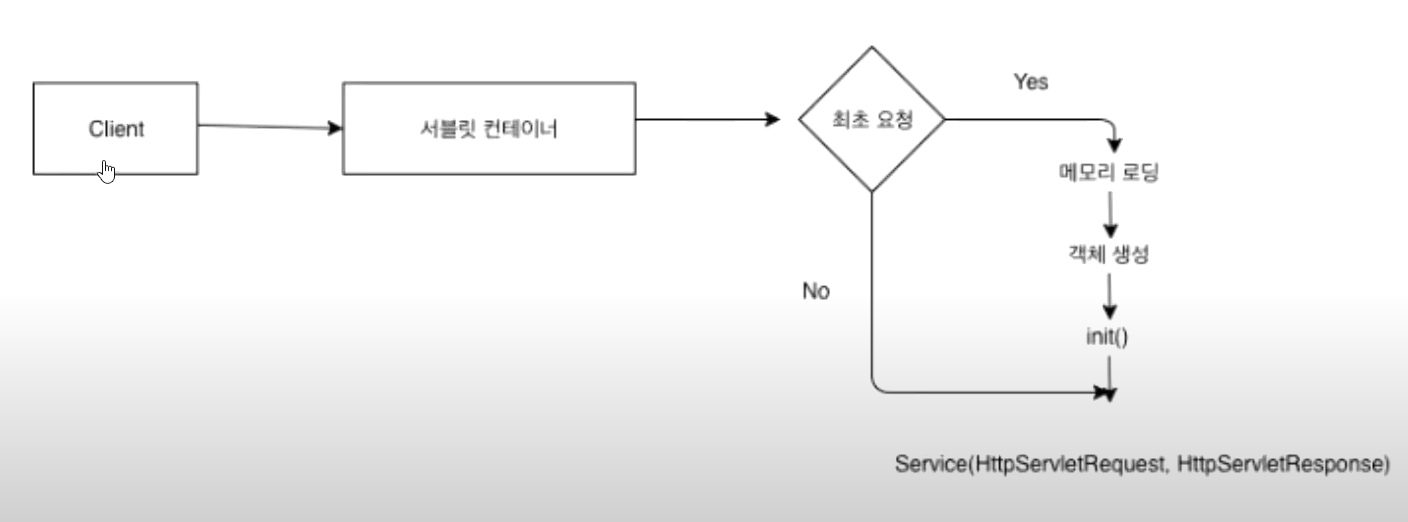 Client
서블릿 컨테이너
최초 요청
Yes
메모리 로딩
객체 생성
No
init()
Service(HttpServletRequest, HttpServletResponse)